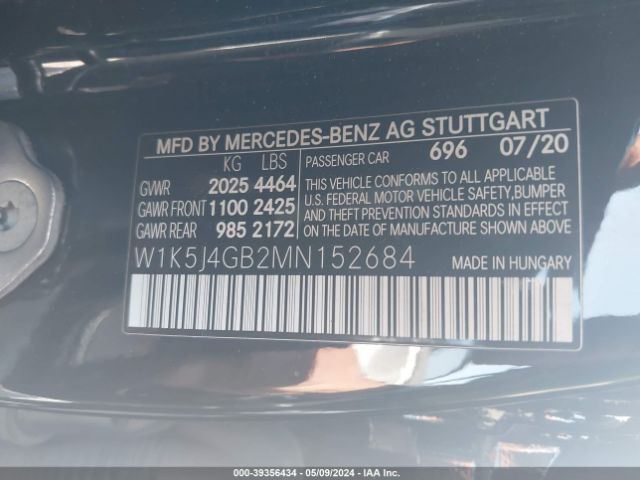 MFD BY MERCEDES-BENZ AG STUTTGART
KG LBS
GVWR 2025 4464
GAWR FRONT 1100 2425
GAWR REAR 985 2172
PASSENGER CAR 696 07/20
THIS VEHICLE CONFORMS TO ALL APPLICABLE
U.S. FEDERAL MOTOR VEHICLE SAFETY, BUMPER
AND THEFT PREVENTION STANDARDS IN EFFECT
ON THE DATE OF MANUFACTURE SHOWN ABOVE
W1K5J4GB2MN152684 MADE IN HUNGARY
000-39356434 - 05/09/2024 - IAA Inc.